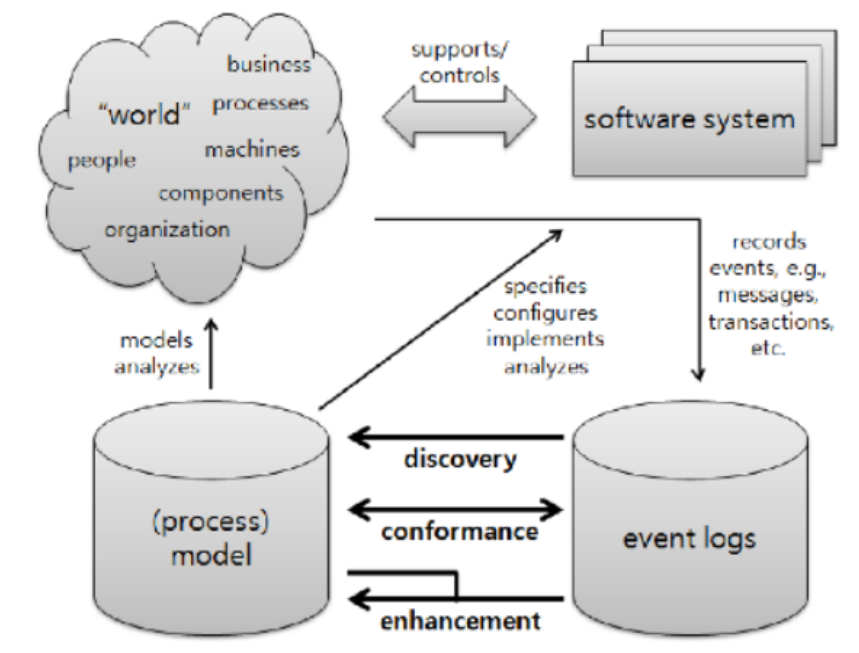 business
“world” processes
people
machines
components
organization
supports/
controls
software system
records
events, e.g.,
messages,
transactions,
etc.
specifies
configures
implements
analyzes
models
analyzes
(process)
model
discovery
conformance
enhancement
event logs